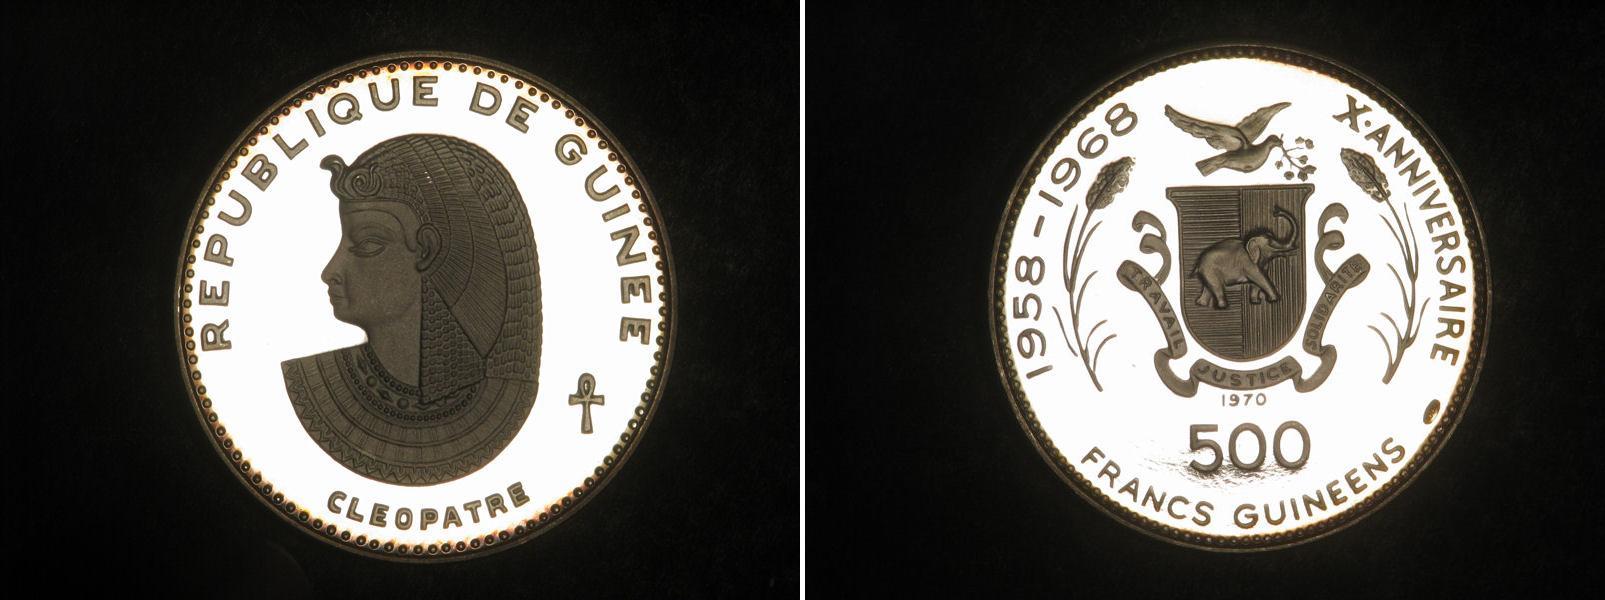 REPUBLIQUE DE GUINEE
CLEOPATRE
1958-1968
X·ANNIVERSAIRE
TRAVAIL
JUSTICE
SOLIDARITE
1970
500
FRANCS GUINEENS